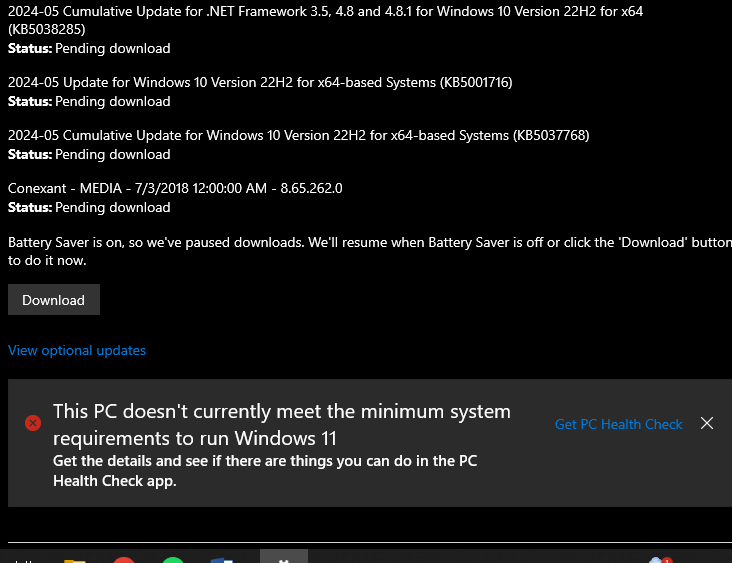 2024-05 Cumulative Update for .NET Framework 3.5, 4.8 and 4.8.1 for Windows 10 Version 22H2 for x64
(KB5038285)
Status: Pending download
2024-05 Update for Windows 10 Version 22H2 for x64-based Systems (KB5001716)
Status: Pending download
2024-05 Cumulative Update for Windows 10 Version 22H2 for x64-based Systems (KB5037768)
Status: Pending download
Conexant - MEDIA - 7/3/2018 12:00:00 AM - 8.65.262.0
Status: Pending download
Battery Saver is on, so we've paused downloads. We'll resume when Battery Saver is off or click the 'Download' button
to do it now.
Download
View optional updates
This PC doesn't currently meet the minimum system
requirements to run Windows 11
Get PC Health Check
Get the details and see if there are things you can do in the PC
Health Check app.
1